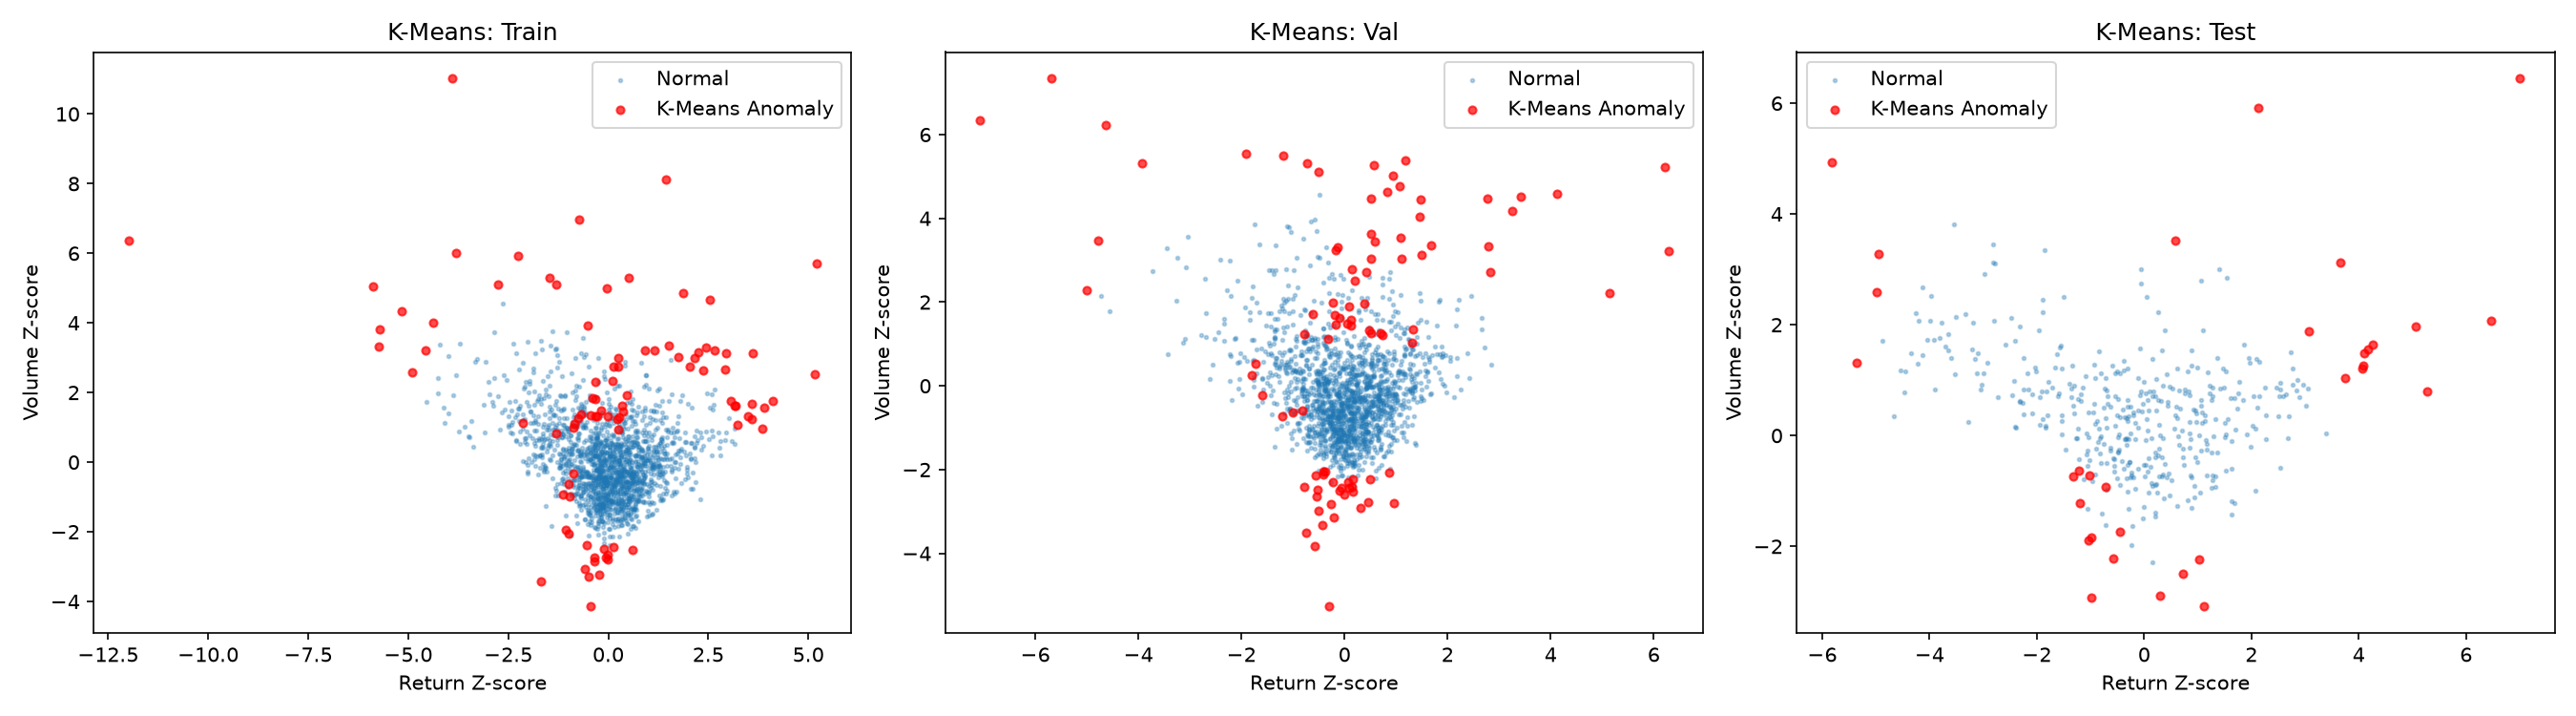 K-Means: Train
Normal
K-Means Anomaly
10
8
6
4
2
0
−2
−4
Volume Z-score
−12.5 −10.0 −7.5 −5.0 −2.5 0.0 2.5 5.0
Return Z-score
K-Means: Val
Normal
K-Means Anomaly
6
4
2
0
−2
−4
Volume Z-score
−6 −4 −2 0 2 4 6
Return Z-score
K-Means: Test
Normal
K-Means Anomaly
6
4
2
0
−2
Volume Z-score
−6 −4 −2 0 2 4 6
Return Z-score